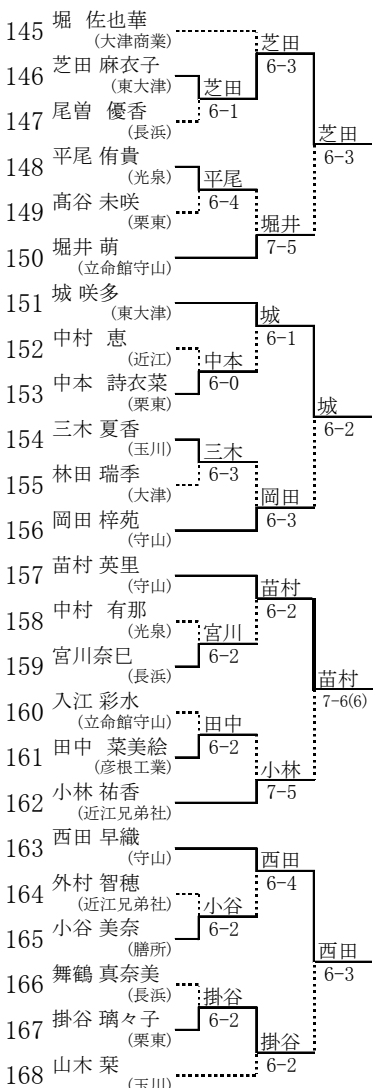 145 堀 佐也華
(大津商業)
146 芝田 麻衣子
(東大津)
147 尾曽 優香
(長浜)
148 平尾 侑貴
(光泉)
149 髙谷 未咲
(栗東)
150 堀井 萌
(立命館守山)
151 城 咲多
(東大津)
152 中村 恵
(近江)
153 中本 詩衣菜
(栗東)
154 三木 夏香
(玉川)
155 林田 瑞季
(大津)
156 岡田 梓苑
(守山)
157 苗村 英里
(守山)
158 中村 有那
(光泉)
159 宮川奈巳
(長浜)
160 入江 彩水
(立命館守山)
161 田中 菜美絵
(彦根工業)
162 小林 祐香
(近江兄弟社)
163 西田 早織
(守山)
164 外村 智穂
(近江兄弟社)
165 小谷 美奈
(膳所)
166 舞鶴 真奈美
(長浜)
167 掛谷 璃々子
(栗東)
168 山木 栞
(玉川)
芝田
6-1
平尾
6-4
中本
6-0
三木
6-3
宮川
6-2
田中
6-2
小谷
6-2
掛谷
6-2
芝田
6-3
堀井
7-5
城
6-1
岡田
6-3
苗村
6-2
小林
7-5
西田
6-4
掛谷
6-2
芝田
6-3
城
6-2
苗村
7-6(6)
西田
6-3